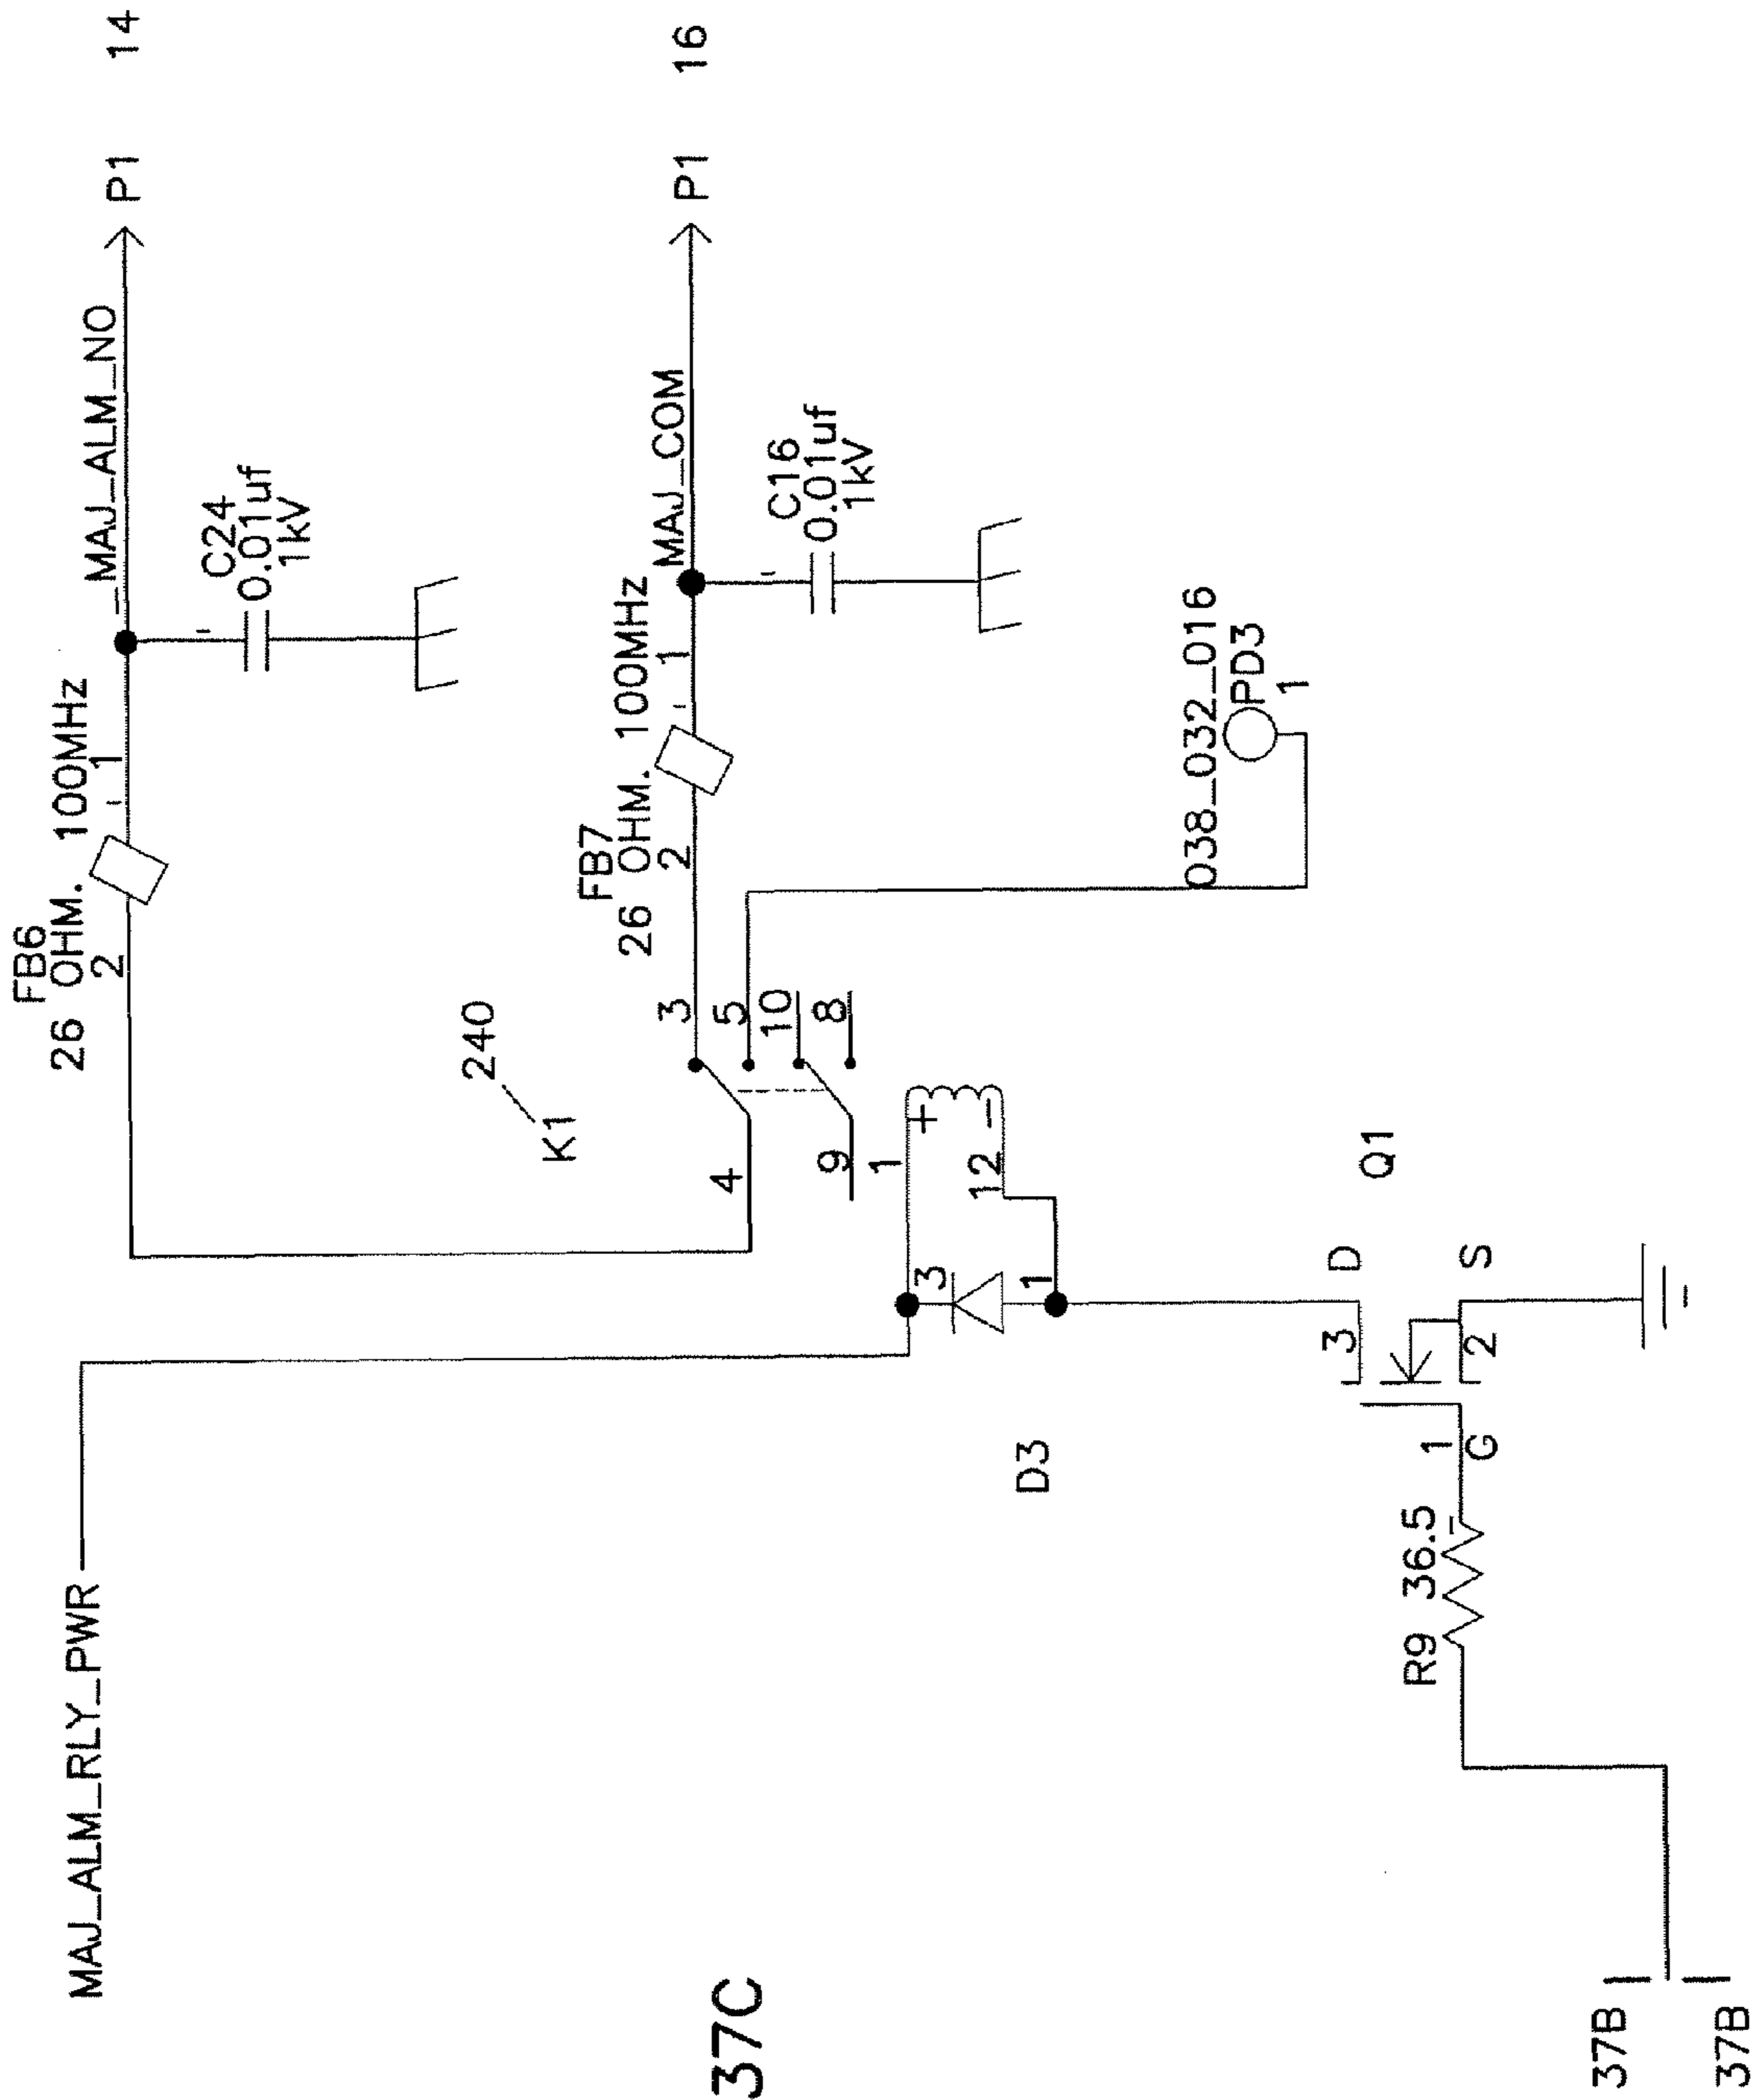 MAJ_ALM_RLY_PWR
FB6
26 OHM. 100MHz
2
1
MAJ_ALM_NO
P1
14
C24
0.01uf
1kV
240
K1
FB7
26 OHM. 100MHz
2
1
MAJ_COM
P1
16
C16
0.01uf
1kV
3
4
5
10
8
9
1
+
-
12
3
1
D3
038_032_016
PD3
1
Q1
D
3
S
2
1
G
R9 36.5
37C
37B
37B